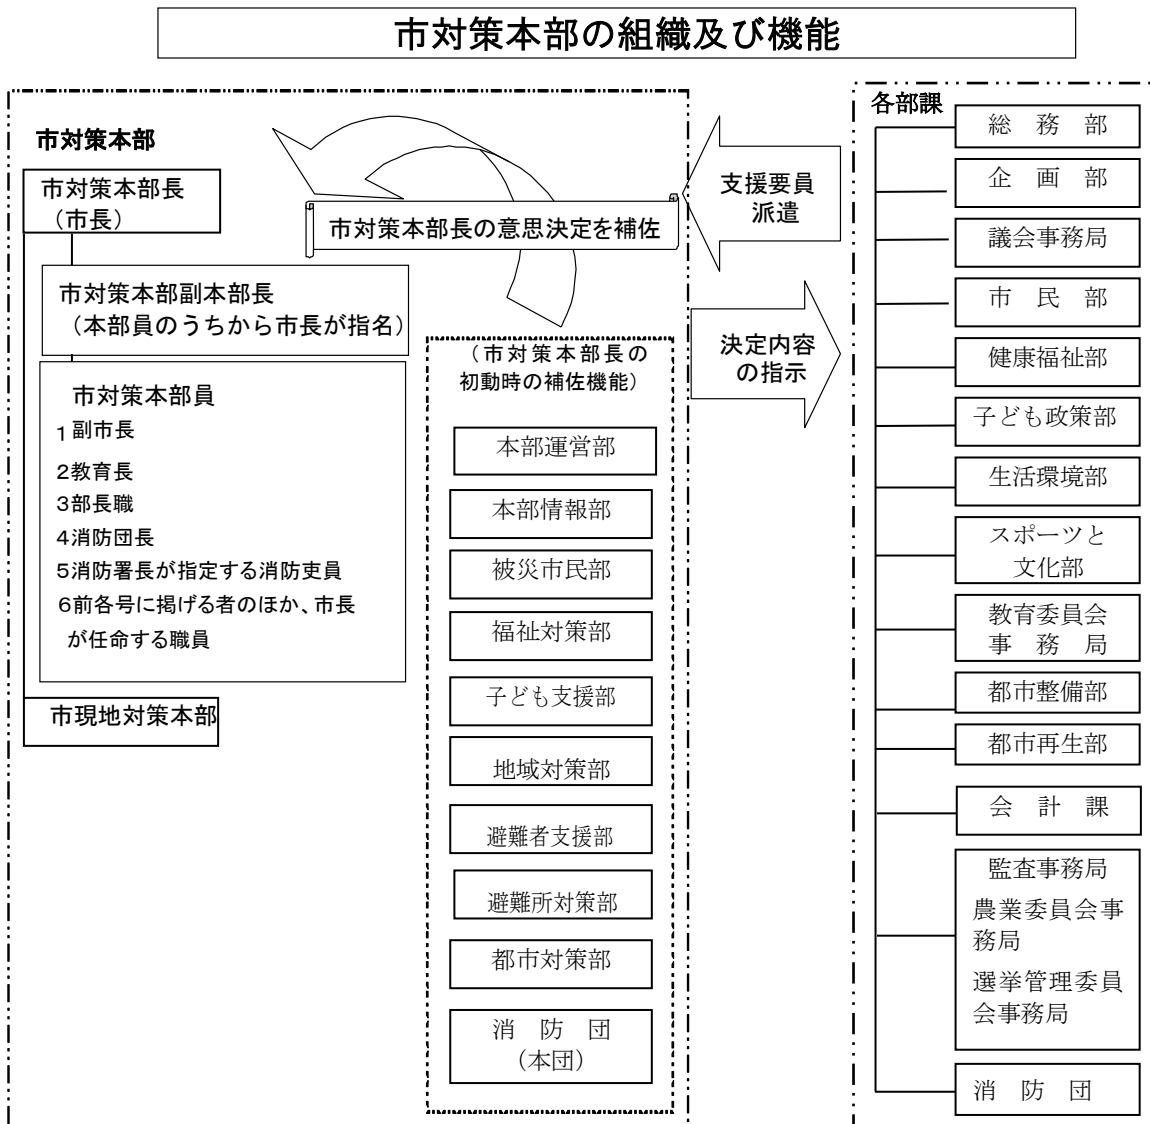 市対策本部の組織及び機能
市対策本部
市対策本部長
（市長）
市対策本部副本部長
（本部員のうちから市長が指名）
市対策本部員
1副市長
2教育長
3部長職
4消防団長
5消防署長が指定する消防吏員
6前各号に掲げる者のほか、市長
が任命する職員
市現地対策本部
市対策本部長の意思決定を補佐
（市対策本部長の
初動時の補佐機能）
本部運営部
本部情報部
被災市民部
福祉対策部
子ども支援部
地域対策部
避難者支援部
避難所対策部
都市対策部
消　防　団
（本団）
支援要員
派遣
決定内容
の指示
各部課
総　務　部
企　画　部
議会事務局
市　民　部
健康福祉部
子ども政策部
生活環境部
スポーツと
文化部
教育委員会
事　務　局
都市整備部
都市再生部
会　計　課
監査事務局
農業委員会事
務局
選挙管理委員
会事務局
消　防　団